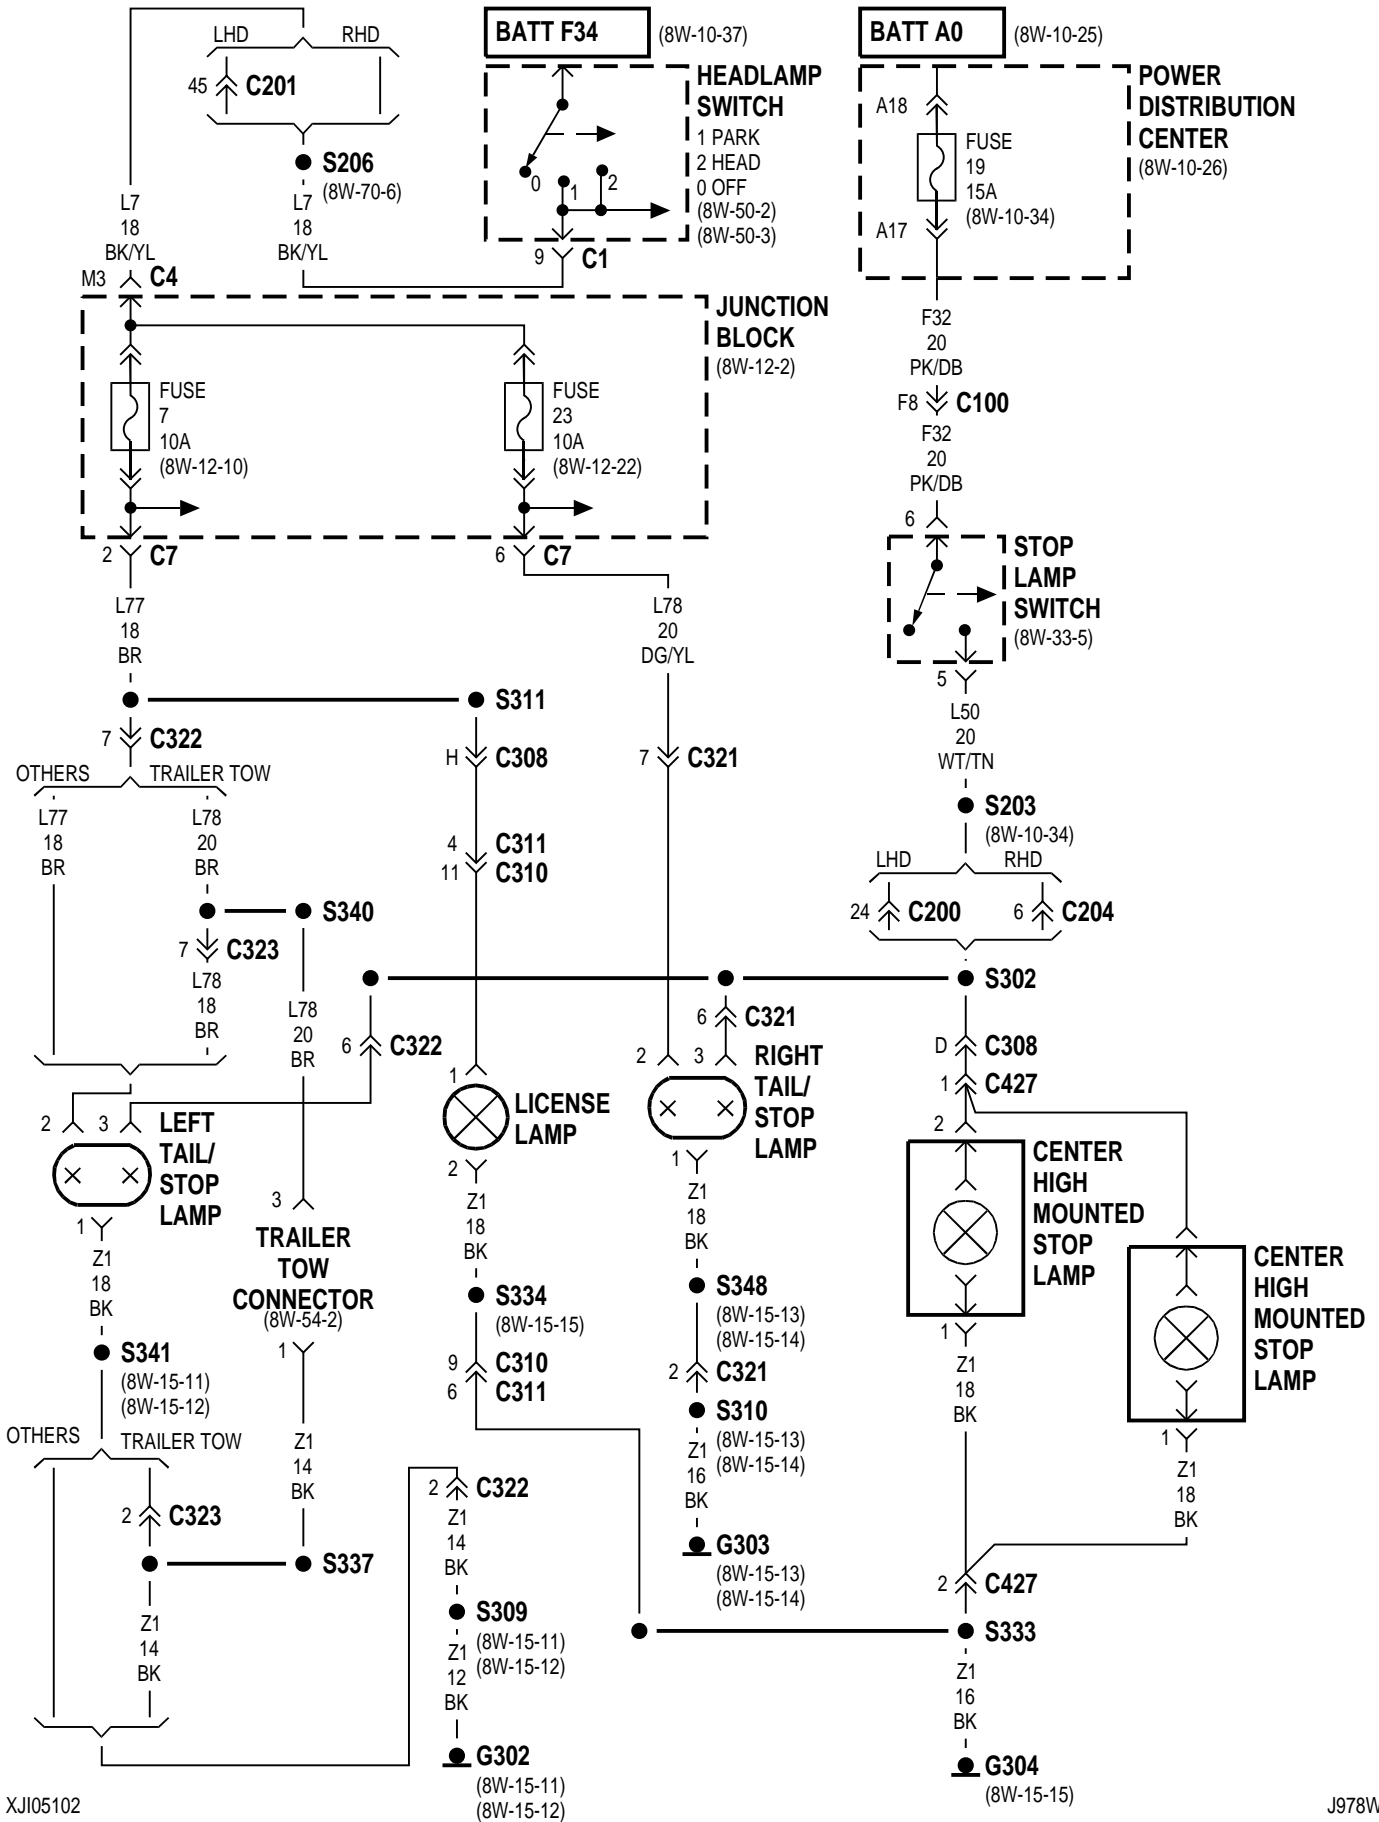 LHD
RHD
45
C201
S206
(8W-70-6)
L7
18
BK/YL
L7
18
BK/YL
M3
C4
BATT F34
(8W-10-37)
HEADLAMP
SWITCH
1 PARK
2 HEAD
0 OFF
(8W-50-2)
(8W-50-3)
0
1
2
9
C1
BATT A0
(8W-10-25)
POWER
DISTRIBUTION
CENTER
(8W-10-26)
A18
FUSE
19
15A
(8W-10-34)
A17
JUNCTION
BLOCK
(8W-12-2)
FUSE
7
10A
(8W-12-10)
FUSE
23
10A
(8W-12-22)
2
C7
6
C7
F32
20
PK/DB
F8
C100
F32
20
PK/DB
6
STOP
LAMP
SWITCH
(8W-33-5)
5
L50
20
WT/TN
S203
(8W-10-34)
LHD
RHD
24
C200
6
C204
S302
L77
18
BR
L78
20
DG/YL
S311
7
C322
H
C308
7
C321
OTHERS
TRAILER TOW
L77
18
BR
L78
20
BR
4
C311
11
C310
S340
7
C323
L78
18
BR
L78
20
BR
6
C322
6
C321
D
C308
1
C427
2
3
LEFT
TAIL/
STOP
LAMP
1
1
LICENSE
LAMP
2
2
3
RIGHT
TAIL/
STOP
LAMP
1
2
CENTER
HIGH
MOUNTED
STOP
LAMP
1
CENTER
HIGH
MOUNTED
STOP
LAMP
1
3
TRAILER
TOW
CONNECTOR
(8W-54-2)
1
Z1
18
BK
S341
(8W-15-11)
(8W-15-12)
Z1
18
BK
S334
(8W-15-15)
9
C310
6
C311
Z1
18
BK
S348
(8W-15-13)
(8W-15-14)
2
C321
S310
(8W-15-13)
(8W-15-14)
Z1
16
BK
G303
(8W-15-13)
(8W-15-14)
Z1
18
BK
Z1
18
BK
OTHERS
TRAILER TOW
Z1
14
BK
2
C323
S337
Z1
14
BK
2
C322
Z1
14
BK
S309
(8W-15-11)
(8W-15-12)
Z1
12
BK
G302
(8W-15-11)
(8W-15-12)
2
C427
S333
Z1
16
BK
G304
(8W-15-15)
XJI05102
J978W